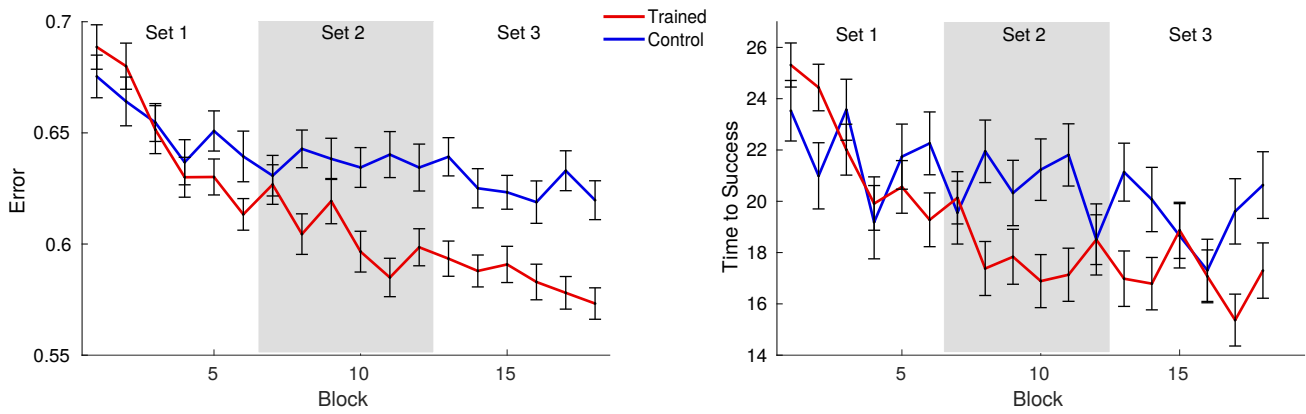 Error
0.7
0.65
0.6
0.55
Set 1
Set 2
Set 3
5
10
15
Block
Trained
Control
Time to Success
26
24
22
20
18
16
14
Set 1
Set 2
Set 3
5
10
15
Block